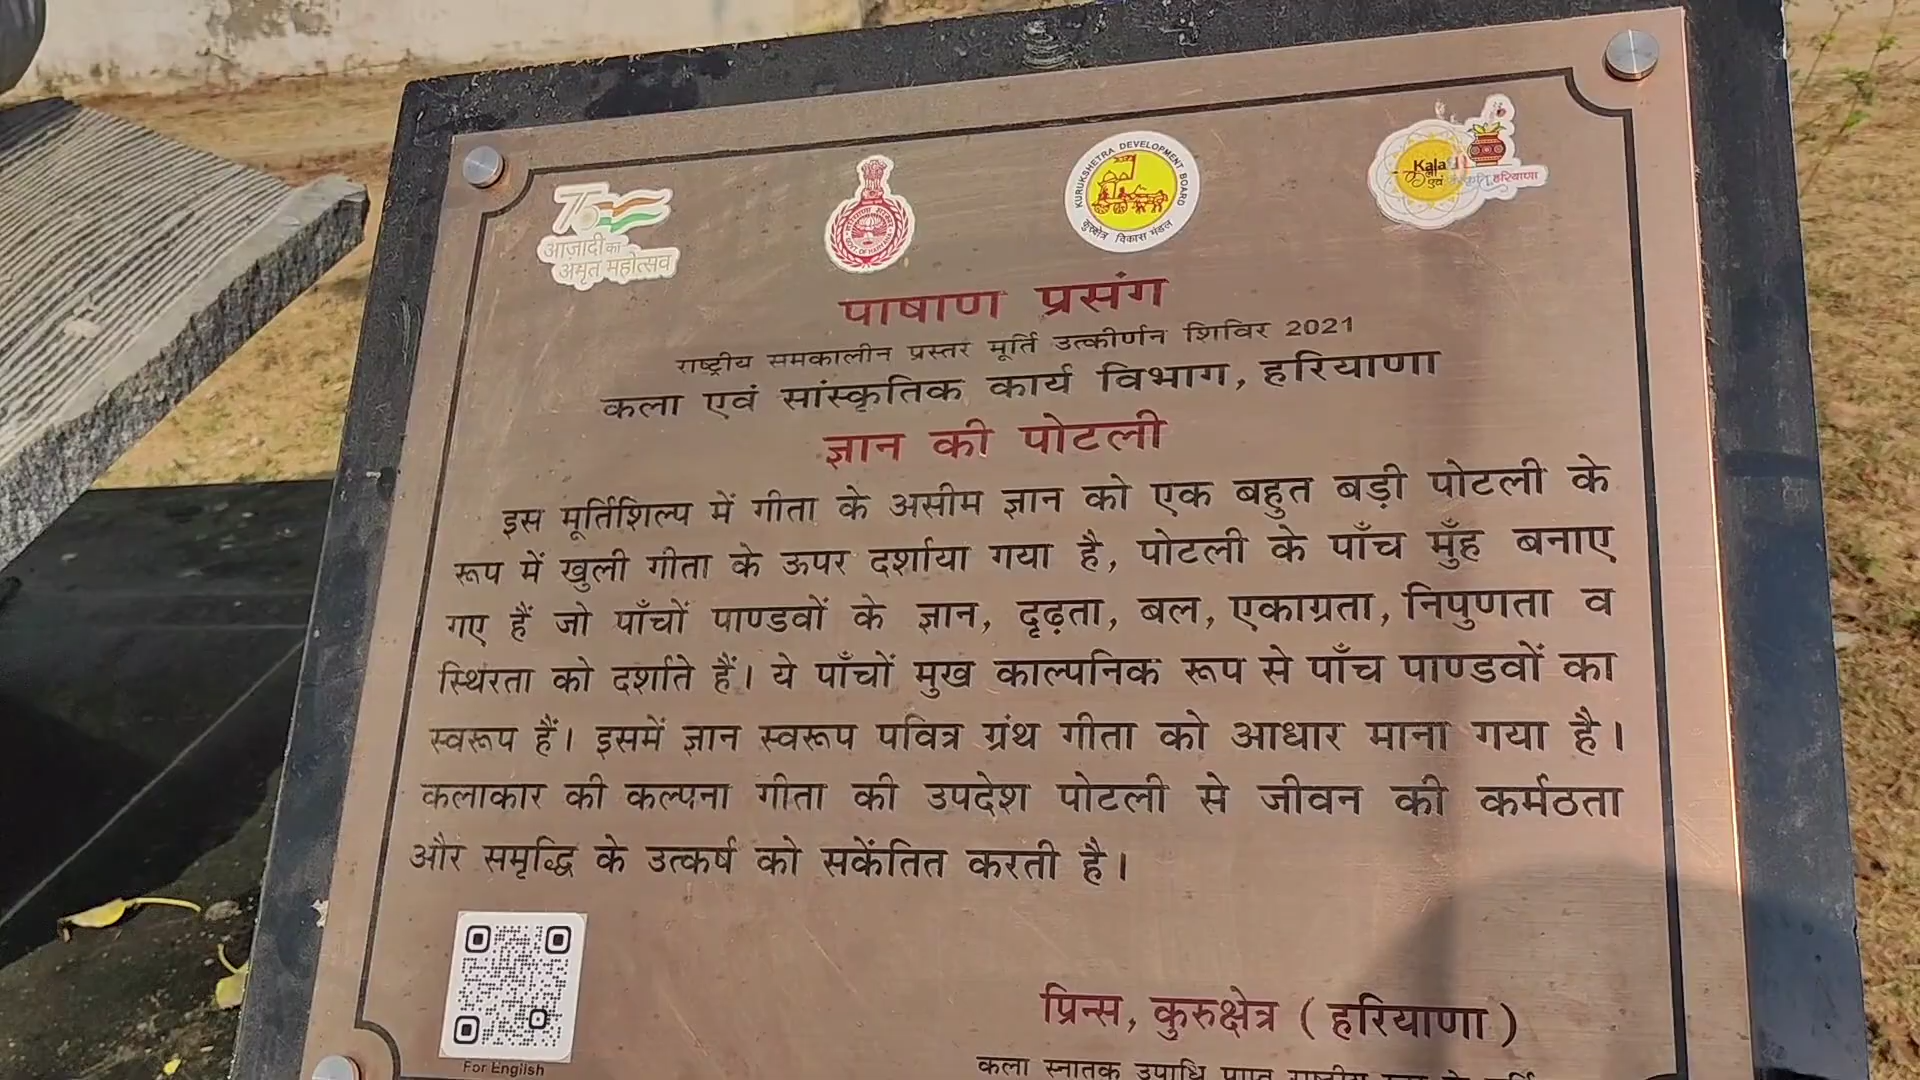 75
आज़ादी का
अमृत महोत्सव
KURUKSHETRA DEVELOPMENT BOARD
कुरुक्षेत्र विकास मंडल
Kala
एवं संस्कृति हरियाणा
पाषाण प्रसंग
राष्ट्रीय समकालीन प्रस्तर मूर्ति उत्कीर्णन शिविर 2021
कला एवं सांस्कृतिक कार्य विभाग, हरियाणा
ज्ञान की पोटली
इस मूर्तिशिल्प में गीता के असीम ज्ञान को एक बहुत बड़ी पोटली के
रूप में खुली गीता के ऊपर दर्शाया गया है, पोटली के पाँच मुँह बनाए
गए हैं जो पाँचों पाण्डवों के ज्ञान, दृढ़ता, बल, एकाग्रता, निपुणता व
स्थिरता को दर्शाते हैं। ये पाँचों मुख काल्पनिक रूप से पाँच पाण्डवों का
स्वरूप हैं। इसमें ज्ञान स्वरूप पवित्र ग्रंथ गीता को आधार माना गया है।
कलाकार की कल्पना गीता की उपदेश पोटली से जीवन की कर्मठता
और समृद्धि के उत्कर्ष को सकेंतित करती है।
For English
प्रिन्स, कुरुक्षेत्र ( हरियाणा )
कला स्नातक उपाधि प्राप्त राष्ट्रीय